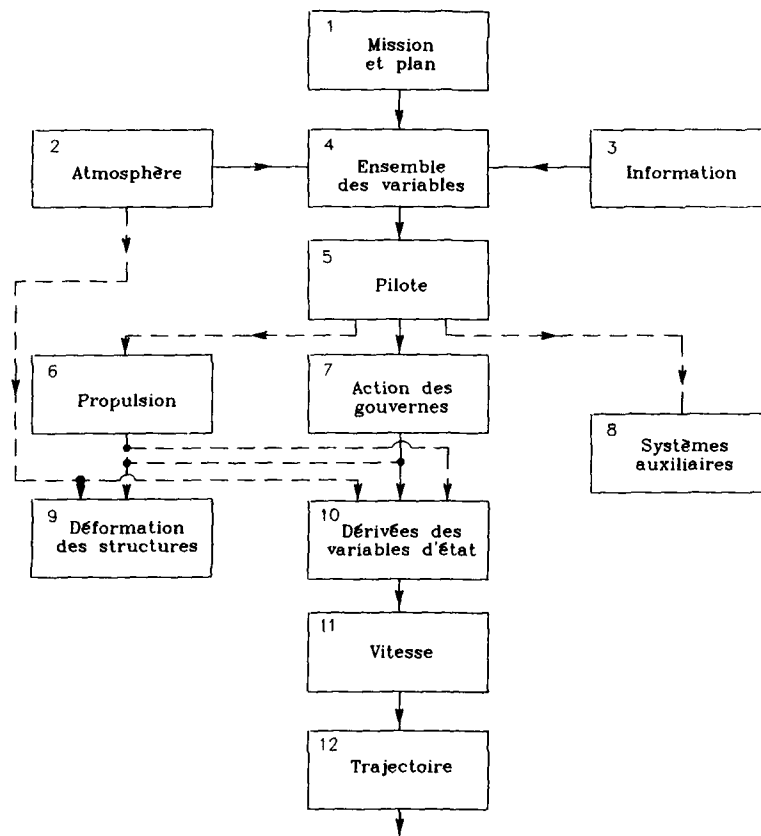 1
Mission
et plan
2
Atmosphère
4
Ensemble
des variables
3
Information
5
Pilote
6
Propulsion
7
Action des
gouvernes
8
Systèmes
auxiliaires
9
Déformation
des structures
10
Dérivées des
variables d'état
11
Vitesse
12
Trajectoire